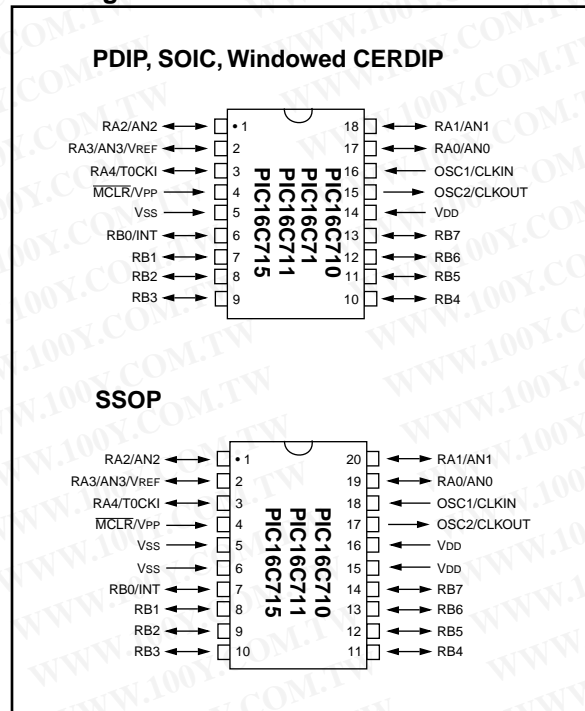 PDIP, SOIC, Windowed CERDIP
RA2/AN2 • 1 18 RA1/AN1
RA3/AN3/VREF 2 17 RA0/AN0
RA4/T0CKI 3 16 OSC1/CLKIN
MCLR/VPP 4 15 OSC2/CLKOUT
VSS 5 14 VDD
RB0/INT 6 13 RB7
RB1 7 12 RB6
RB2 8 11 RB5
RB3 9 10 RB4
PIC16C710
PIC16C71
PIC16C711
PIC16C715
SSOP
RA2/AN2 • 1 20 RA1/AN1
RA3/AN3/VREF 2 19 RA0/AN0
RA4/T0CKI 3 18 OSC1/CLKIN
MCLR/VPP 4 17 OSC2/CLKOUT
VSS 5 16 VDD
VSS 6 15 VDD
RB0/INT 7 14 RB7
RB1 8 13 RB6
RB2 9 12 RB5
RB3 10 11 RB4
PIC16C710
PIC16C711
PIC16C715
WWW.100Y.COM.TW